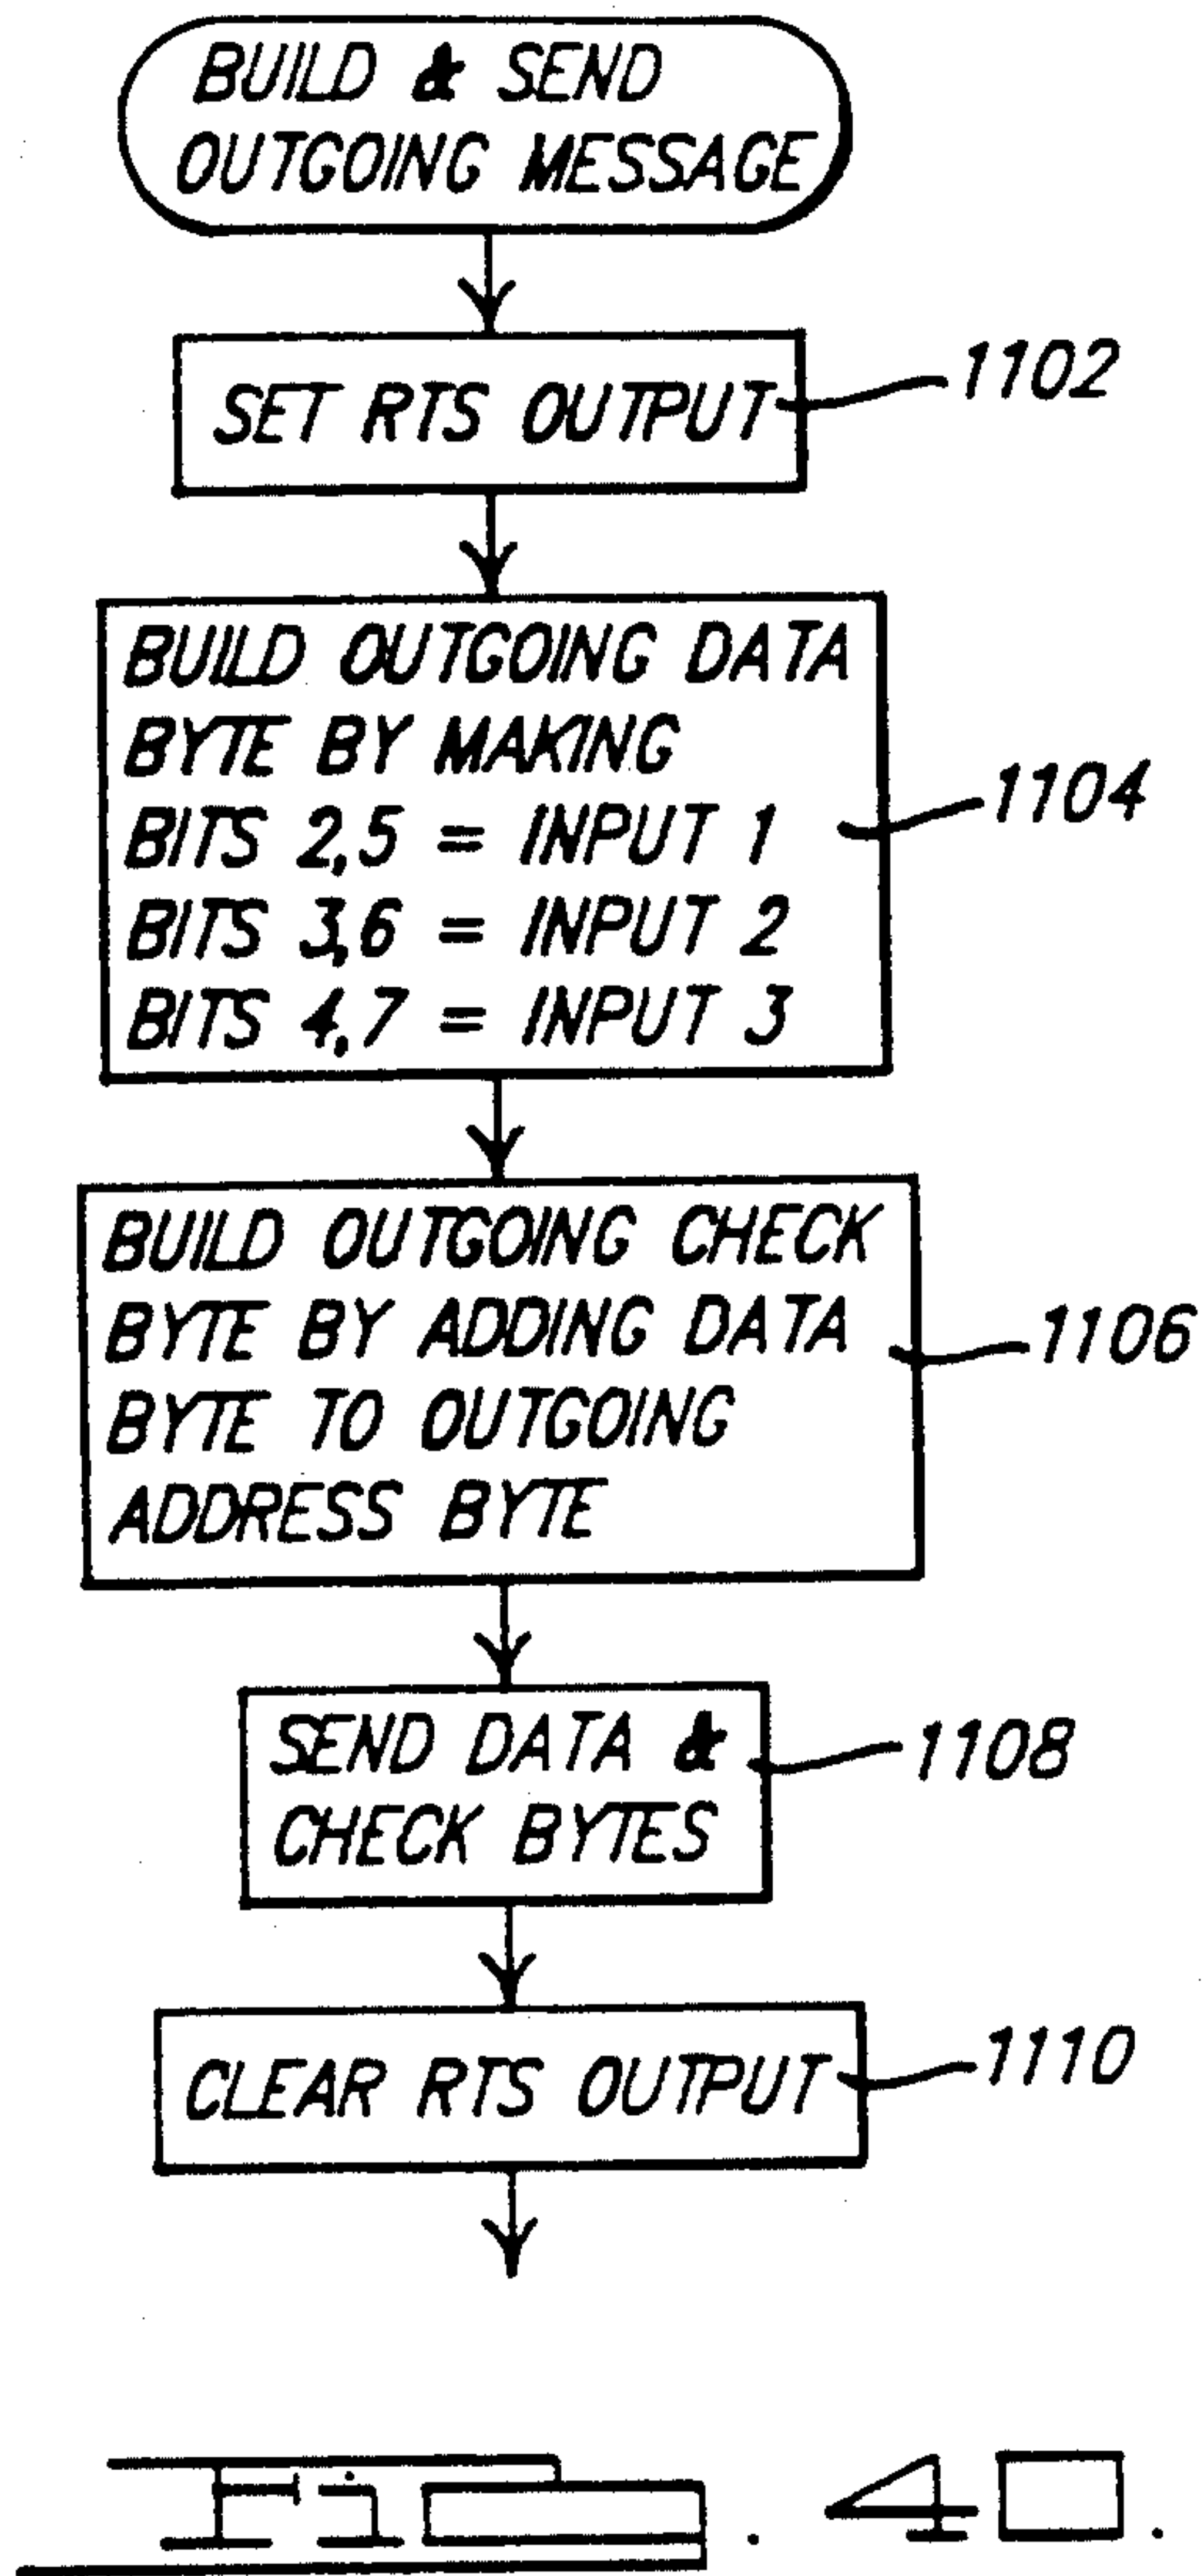 BUILD & SEND
OUTGOING MESSAGE
SET RTS OUTPUT
1102
BUILD OUTGOING DATA
BYTE BY MAKING
BITS 2,5 = INPUT 1
BITS 3,6 = INPUT 2
BITS 4,7 = INPUT 3
1104
BUILD OUTGOING CHECK
BYTE BY ADDING DATA
BYTE TO OUTGOING
ADDRESS BYTE
1106
SEND DATA &
CHECK BYTES
1108
CLEAR RTS OUTPUT
1110
Fig. 40.